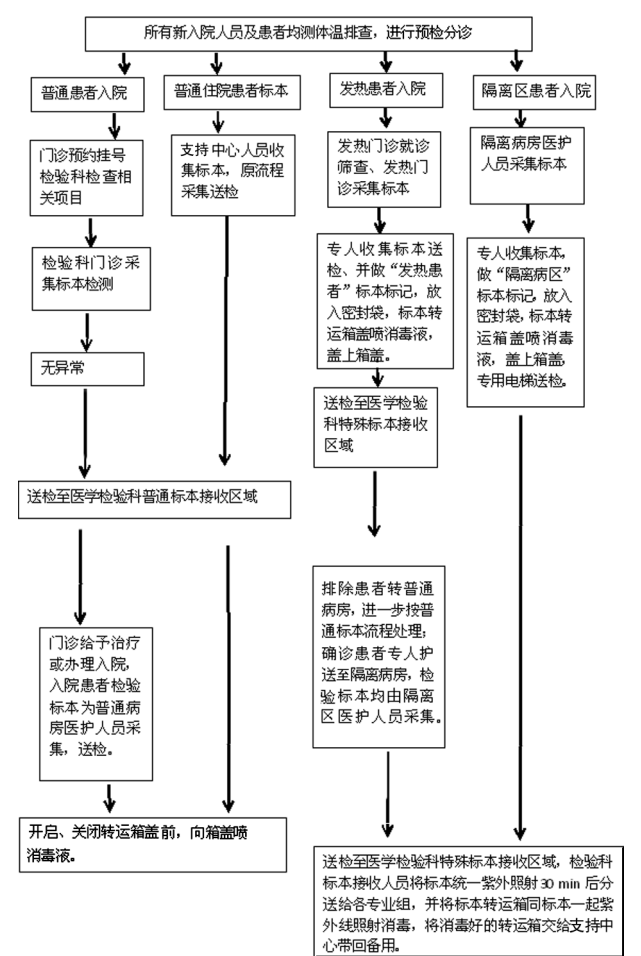 所有新入院人员及患者均测体温排查，进行预检分诊
普通患者入院
普通住院患者标本
发热患者入院
隔离区患者入院
门诊预约挂号
检验科检查相
关项目
支持中心人员收
集标本，原流程
采集送检
发热门诊就诊
筛查、发热门
诊采集标本
隔离病房医护
人员采集标本
检验科门诊采
集标本检测
专人收集标本送
检、并做“发热患
者”标本标记，放
入密封袋，标本转
运箱盖喷消毒液，
盖上箱盖。
专人收集标本，
做“隔离病区”
标本标记，放入
密封袋，标本转
运箱盖喷消毒
液，盖上箱盖，
专用电梯送检。
无异常
送检至医学检验
科特殊标本接收
区域
送检至医学检验科普通标本接收区域
排除患者转普通
病房，进一步按普
通标本流程处理；
确诊患者专人护
送至隔离病房，检
验标本均由隔离
区医护人员采集。
门诊给予治疗
或办理入院，
入院患者检验
标本为普通病
房医护人员采
集，送检。
开启、关闭转运箱盖前，向箱盖喷
消毒液。
送检至医学检验科特殊标本接收区域，检验科
标本接收人员将标本统一紫外照射 30 min 后分
送给各专业组，并将标本转运箱同标本一起紫
外线照射消毒，将消毒好的转运箱交给支持中
心带回备用。